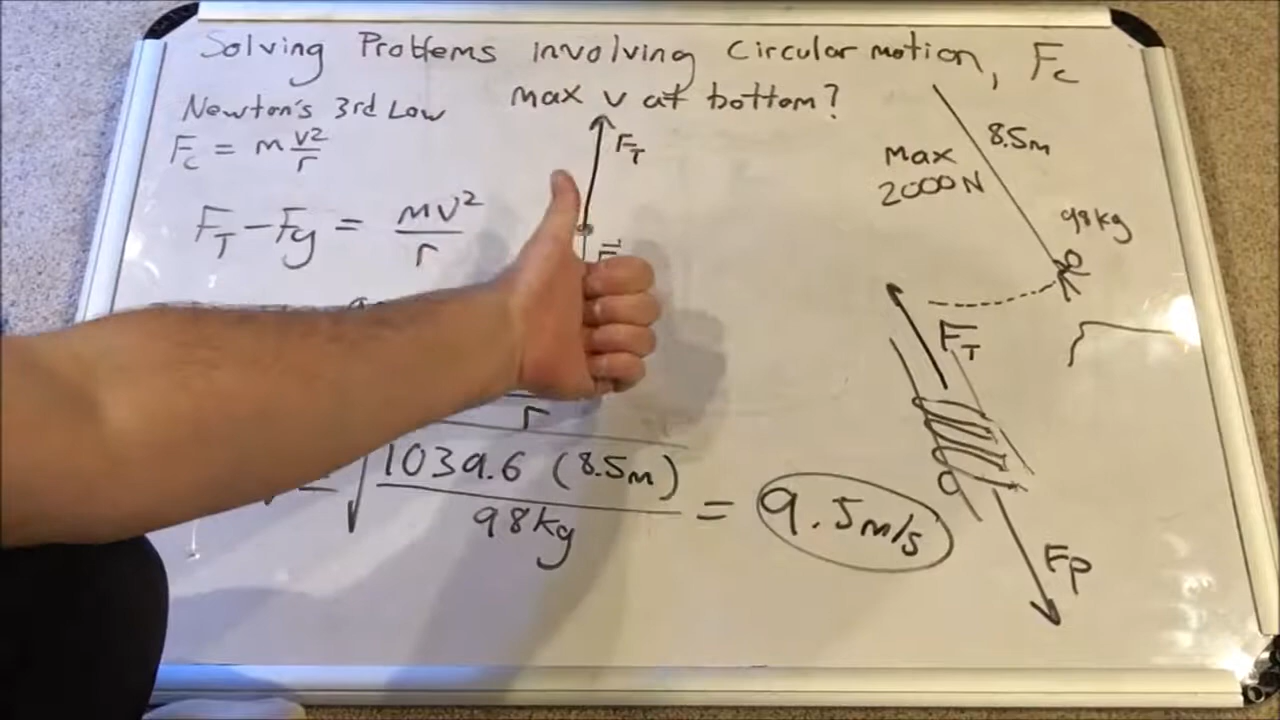 Solving Problems involving Circular motion, Fc
Newton's 3rd Law
max v at bottom?
Fc = m v2/r
FT
FT - Fg = mv²/r
8.5m
Max
2000N
98kg
FT
r
√ 1039.6 (8.5m) / 98kg = 9.5m/s
FP